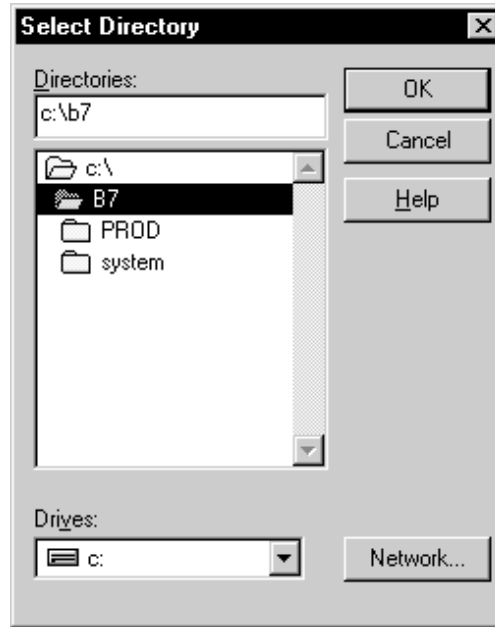 Select Directory
Directories:
c:\b7
OK
Cancel
Help
c:\
B7
PROD
system
Drives:
c:
Network...